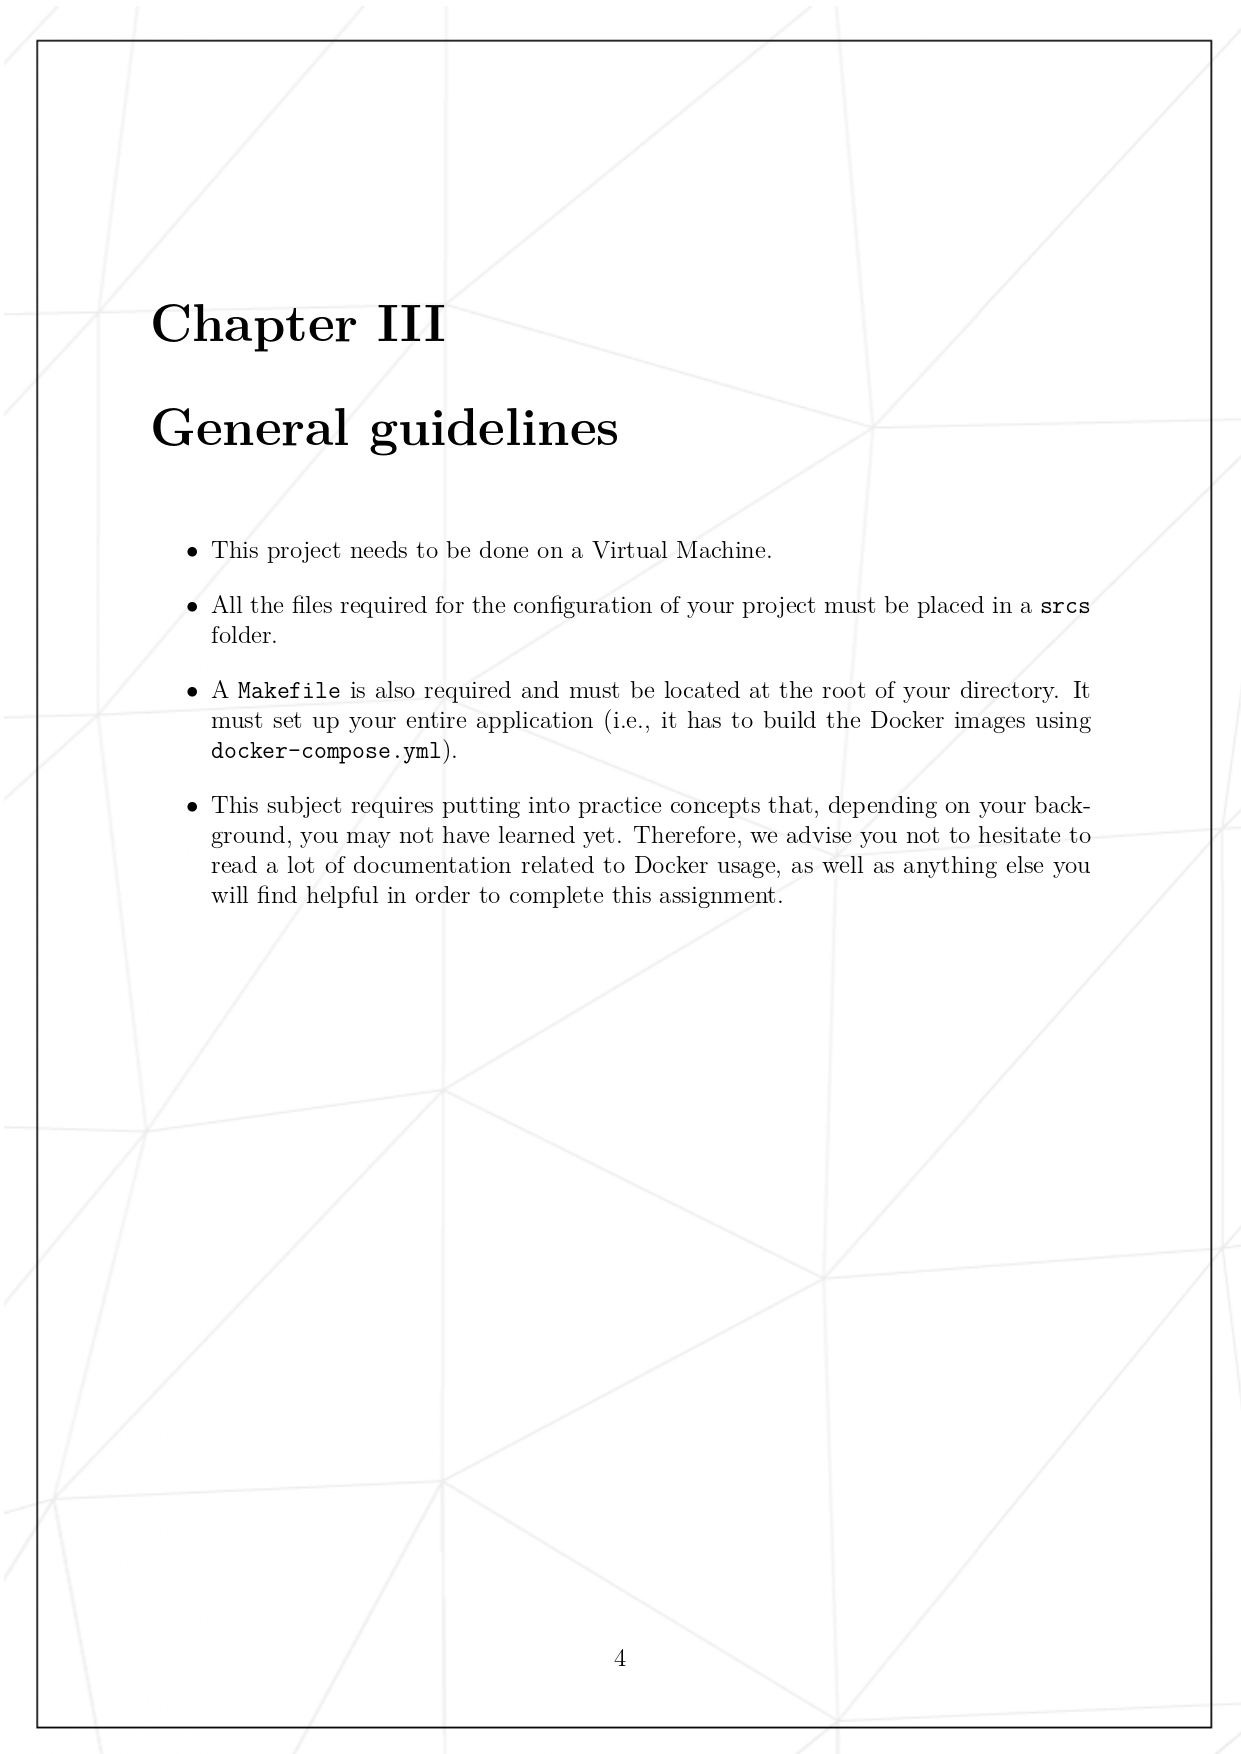 Chapter III
General guidelines
• This project needs to be done on a Virtual Machine.
• All the files required for the configuration of your project must be placed in a srcs
folder.
• A Makefile is also required and must be located at the root of your directory. It
must set up your entire application (i.e., it has to build the Docker images using
docker-compose.yml).
• This subject requires putting into practice concepts that, depending on your back-
ground, you may not have learned yet. Therefore, we advise you not to hesitate to
read a lot of documentation related to Docker usage, as well as anything else you
will find helpful in order to complete this assignment.
4